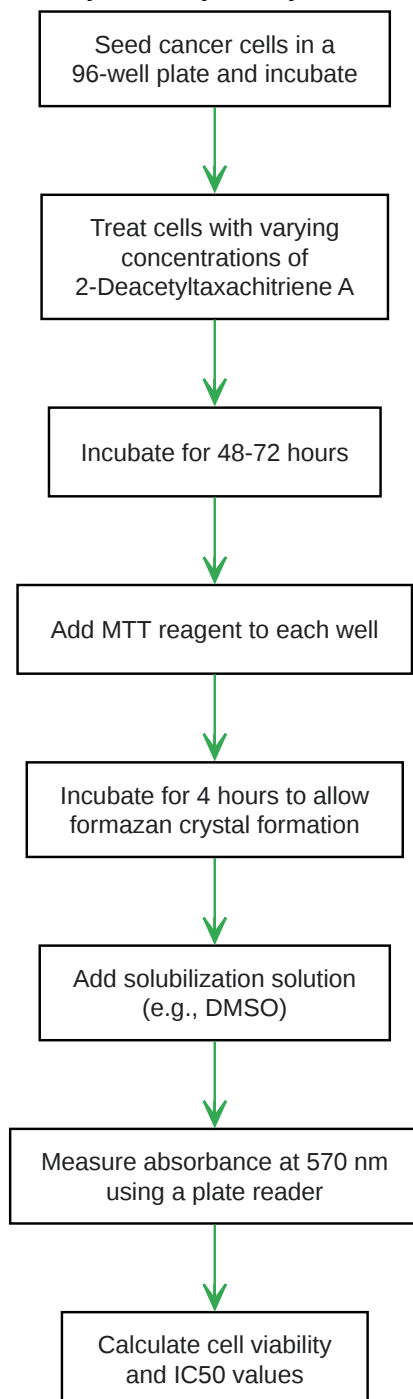 Seed cancer cells in a
96-well plate and incubate
Treat cells with varying
concentrations of
2-Deacetyltaxachitriene A
Incubate for 48-72 hours
Add MTT reagent to each well
Incubate for 4 hours to allow
formazan crystal formation
Add solubilization solution
(e.g., DMSO)
Measure absorbance at 570 nm
using a plate reader
Calculate cell viability
and IC50 values